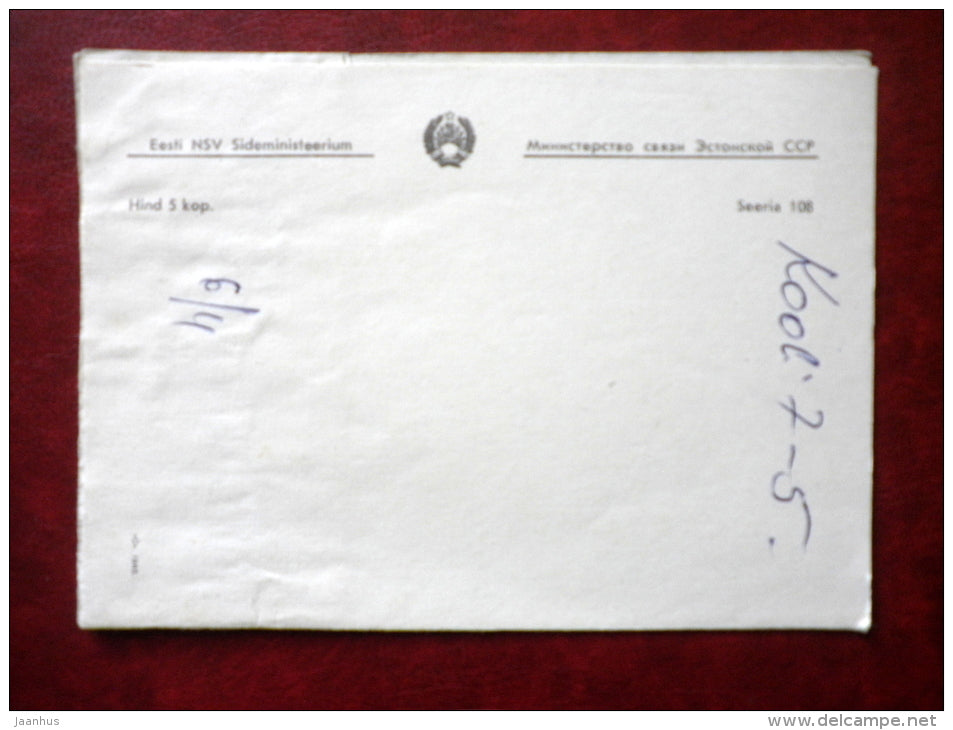 Eesti NSV Sideministeerium
Министерство связи Эстонской ССР
Hind 5 kop.
Seeria 108
6/4
Kooli 7-5.
jaanhus
www.delcampe.net